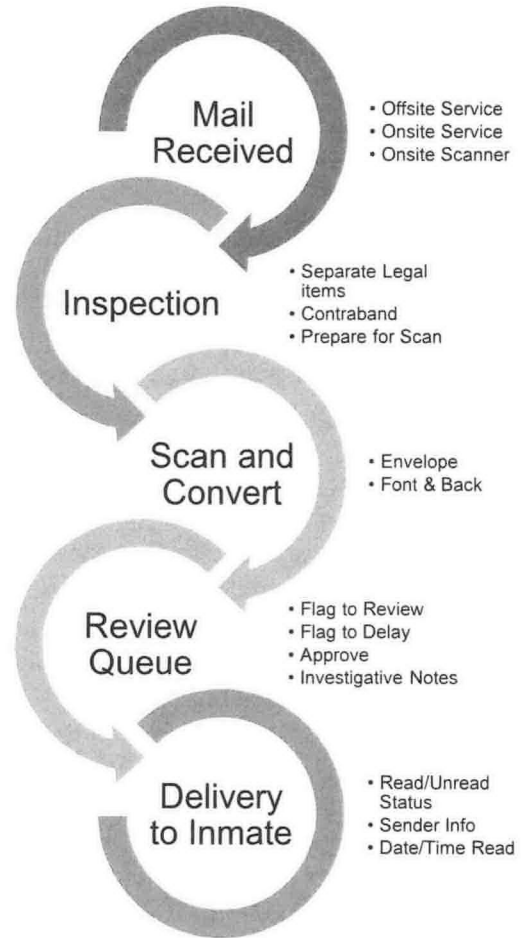 Mail
Received
• Offsite Service
• Onsite Service
• Onsite Scanner
Inspection
• Separate Legal
items
• Contraband
• Prepare for Scan
Scan and
Convert
• Envelope
• Font & Back
Review
Queue
• Flag to Review
• Flag to Delay
• Approve
• Investigative Notes
Delivery
to Inmate
• Read/Unread
Status
• Sender Info
• Date/Time Read